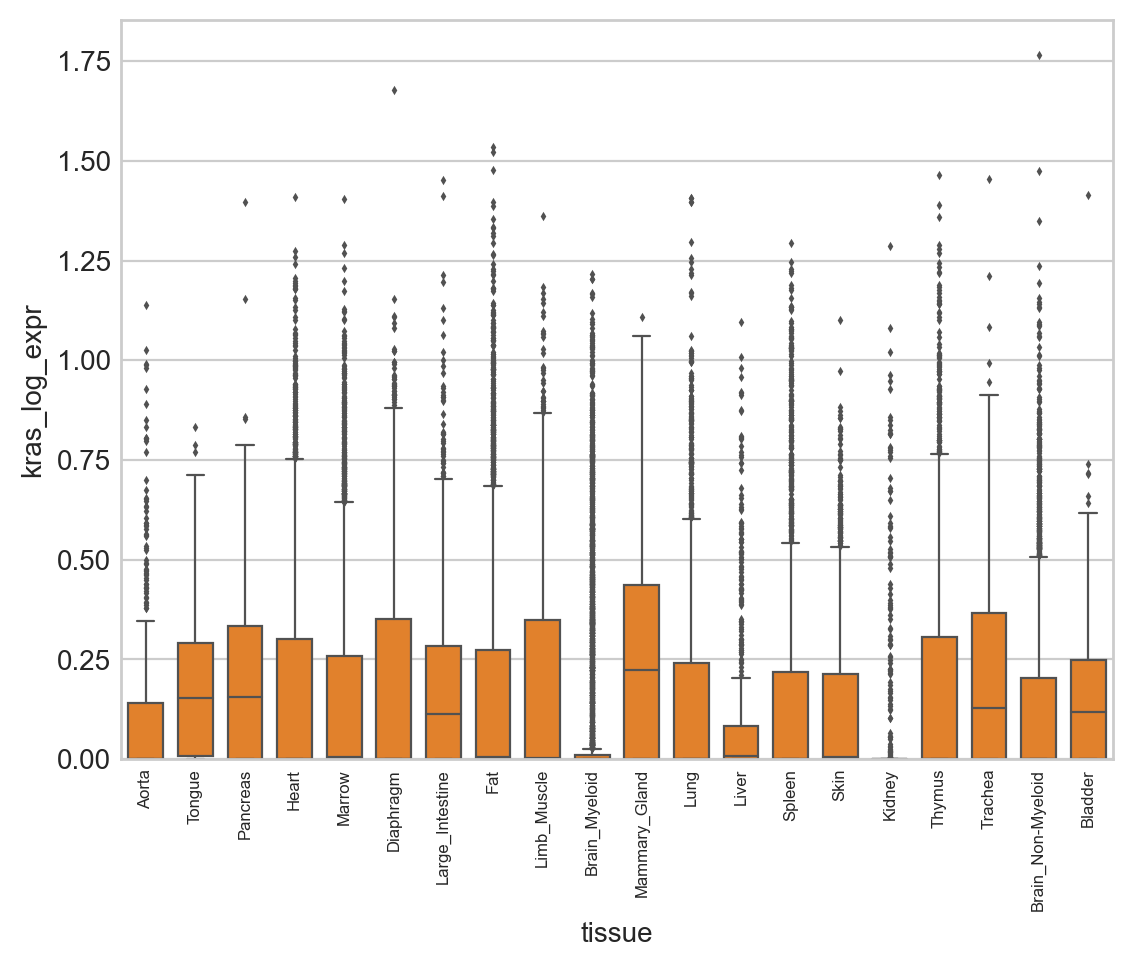 1.75
1.50
1.25
1.00
0.75
0.50
0.25
0.00
kras_log_expr
Aorta
Tongue
Pancreas
Heart
Marrow
Diaphragm
Large_Intestine
Fat
Limb_Muscle
Brain_Myeloid
Mammary_Gland
Lung
Liver
Spleen
Skin
Kidney
Thymus
Trachea
Brain_Non-Myeloid
Bladder
tissue